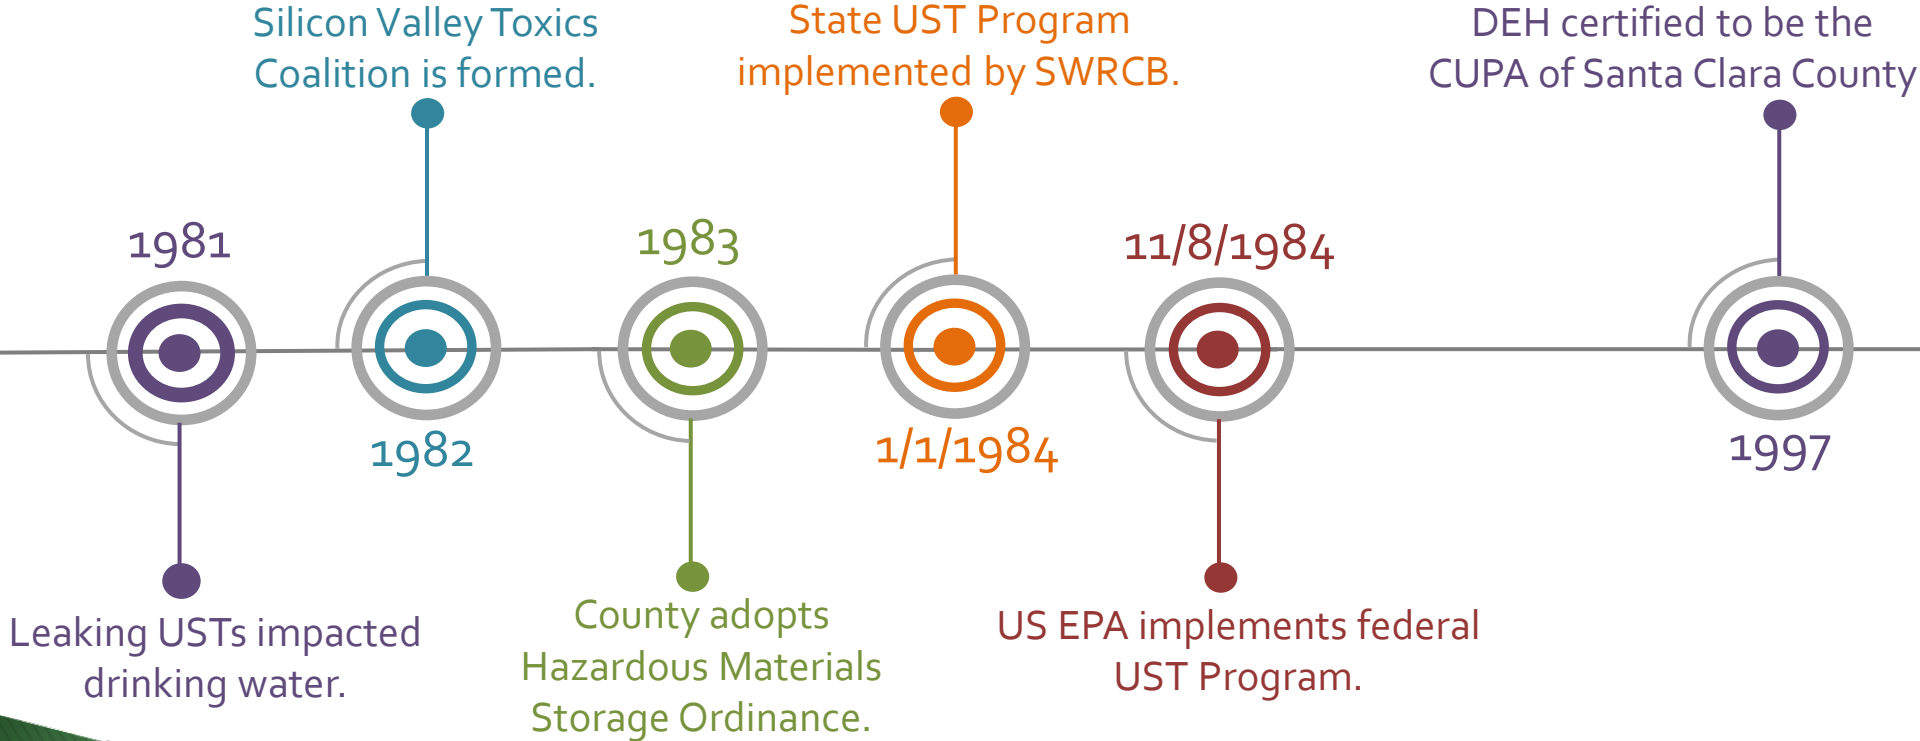 Silicon Valley Toxics
Coalition is formed.
State UST Program
implemented by SWRCB.
DEH certified to be the
CUPA of Santa Clara County
1981
1983
11/8/1984
1982
1/1/1984
1997
Leaking USTs impacted
drinking water.
County adopts
Hazardous Materials
Storage Ordinance.
US EPA implements federal
UST Program.